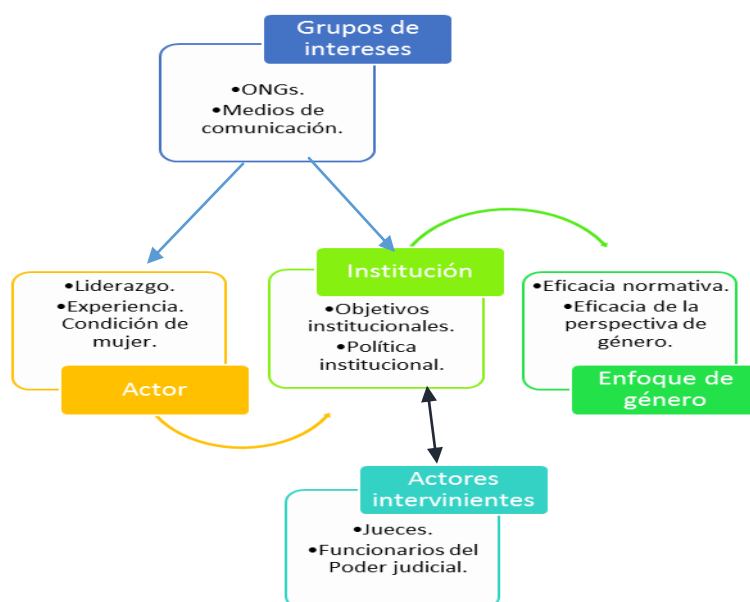 Grupos de
intereses
•ONGs.
•Medios de
comunicación.
•Liderazgo.
•Experiencia.
Condición de
mujer.
Actor
Institución
•Objetivos
institucionales.
•Política
institucional.
•Eficacia normativa.
•Eficacia de la
perspectiva de
género.
Enfoque de
género
Actores
intervinientes
•Jueces.
•Funcionarios del
Poder judicial.